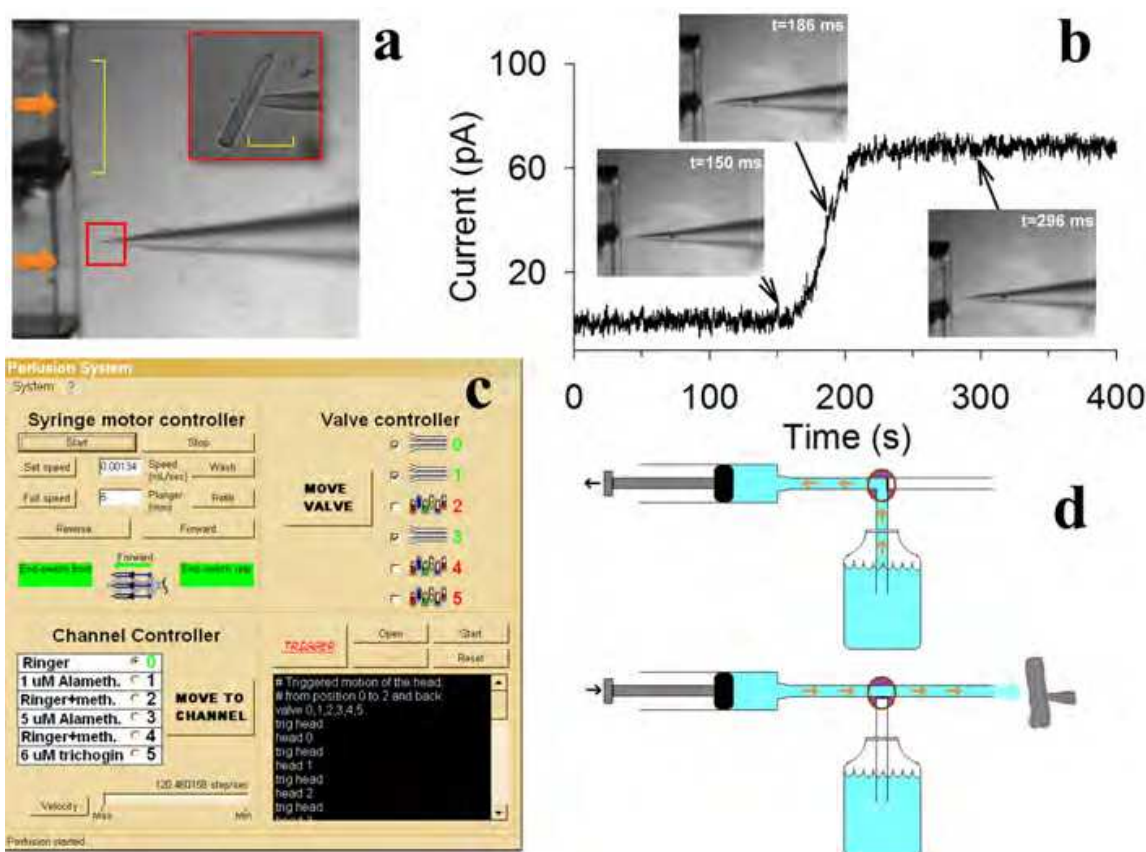 a
b
t=186 ms
100
60
20
Current (pA)
t=150 ms
t=296 ms
0
100
200
300
400
Time (s)
Perfusion System
c
System ?
Syringe motor controller
Start Stop
Set speed 0.00134 Speed (mL/sec) Wash
Full speed 6 Plunger (mm) Refill
Reverse Forward
Forward
Valve controller
MOVE VALVE
0
1
2
3
4
5
Channel Controller
Ringer 0
1 uM Alameth. 1
Ringer+meth. 2
5 uM Alameth. 3
Ringer+meth. 4
6 uM trichogin 5
MOVE TO CHANNEL
120.460158 step/sec
Velocity
Max Min
TRIGGER
Open Start
Reset
# Triggered motion of the head
# from position 0 to 2 and back
valve 0,1,2,3,4,5
trig head
head 0
trig head
head 1
trig head
head 2
trig head
Perfusion started
d